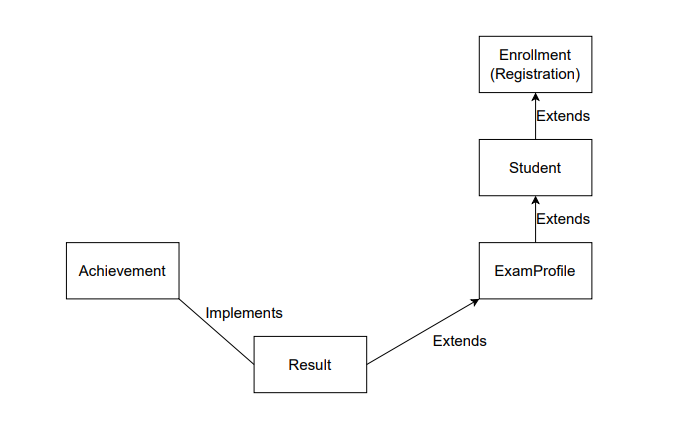 Enrollment
(Registration)
Extends
Student
Extends
Achievement
ExamProfile
Implements
Extends
Result